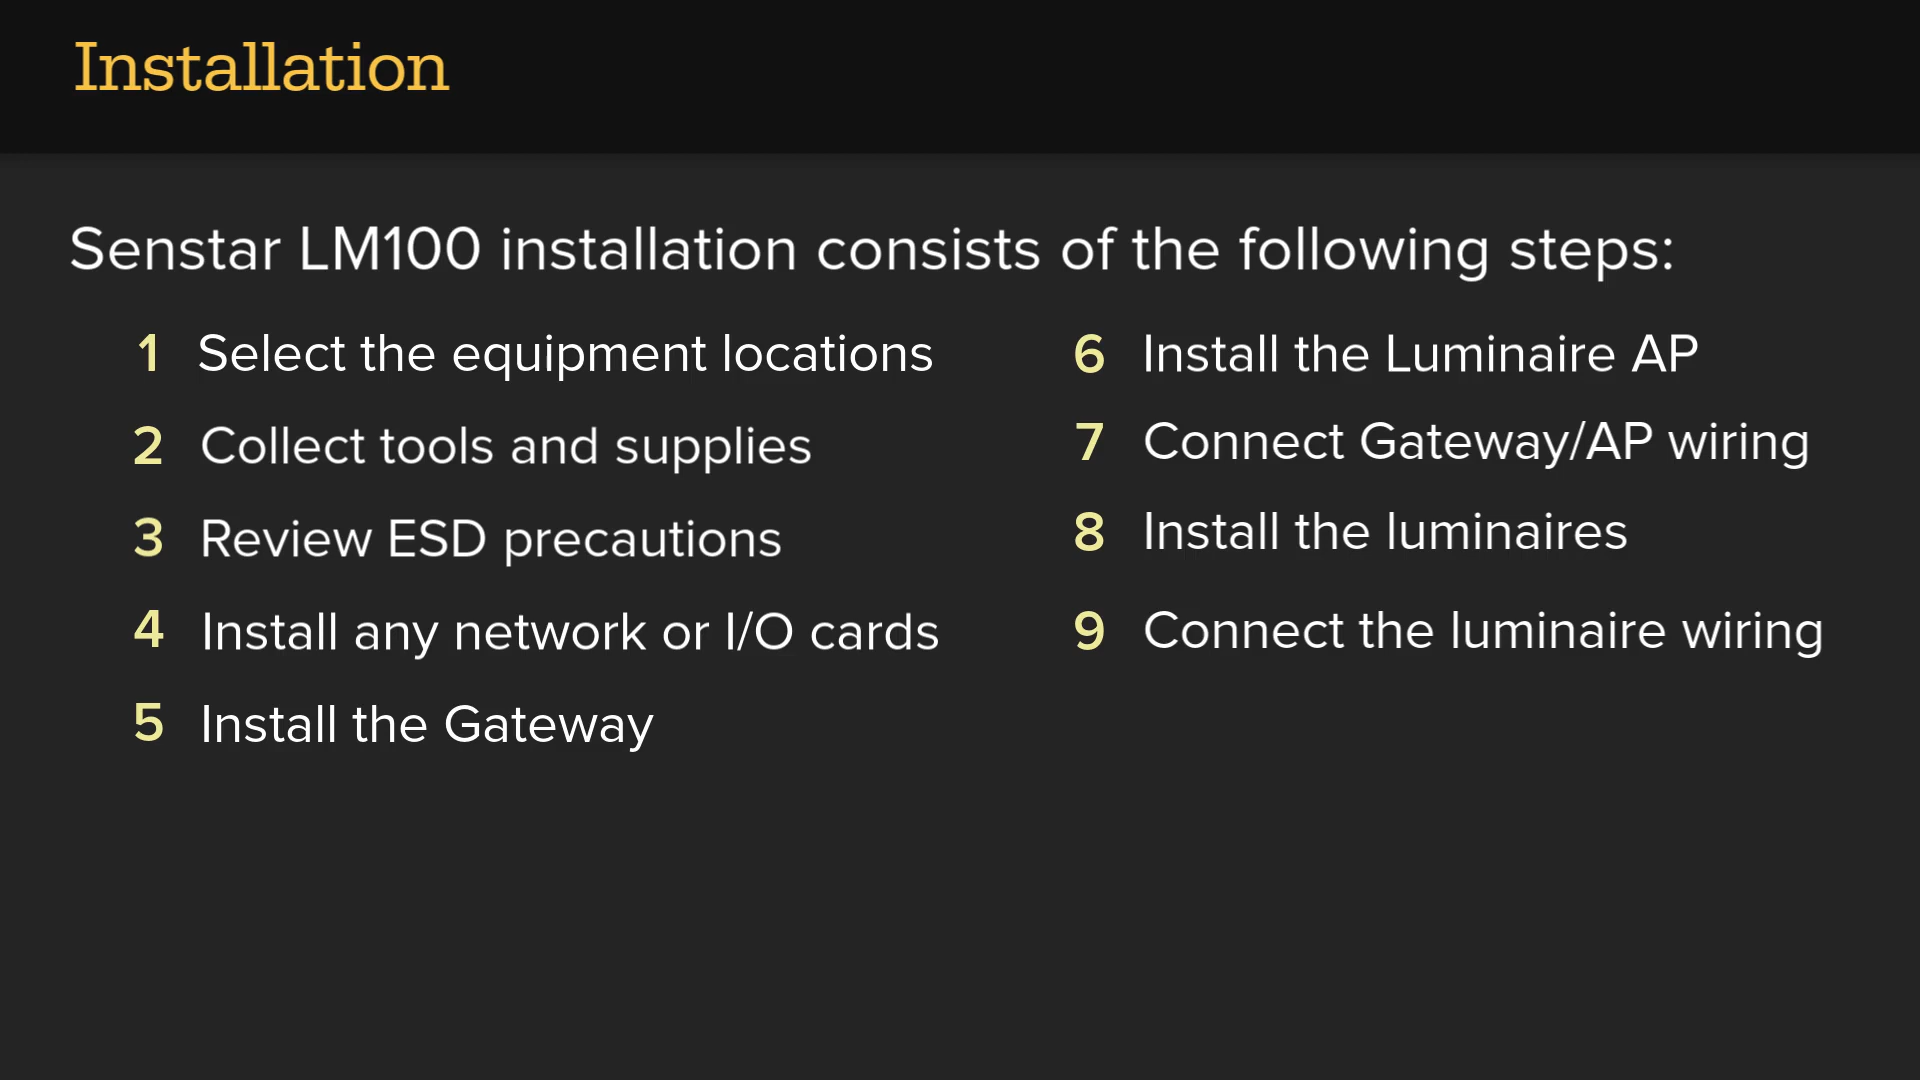 Installation
Senstar LM100 installation consists of the following steps:
1 Select the equipment locations
2 Collect tools and supplies
3 Review ESD precautions
4 Install any network or I/O cards
5 Install the Gateway
6 Install the Luminaire AP
7 Connect Gateway/AP wiring
8 Install the luminaires
9 Connect the luminaire wiring